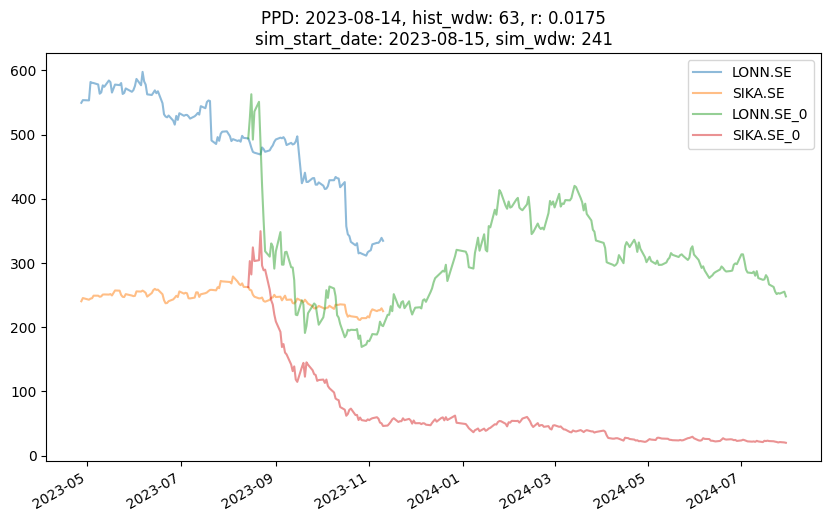 PPD: 2023-08-14, hist_wdw: 63, r: 0.0175
sim_start_date: 2023-08-15, sim_wdw: 241
LONN.SE
SIKA.SE
LONN.SE_0
SIKA.SE_0
600
500
400
300
200
100
0
2023-05
2023-07
2023-09
2023-11
2024-01
2024-03
2024-05
2024-07